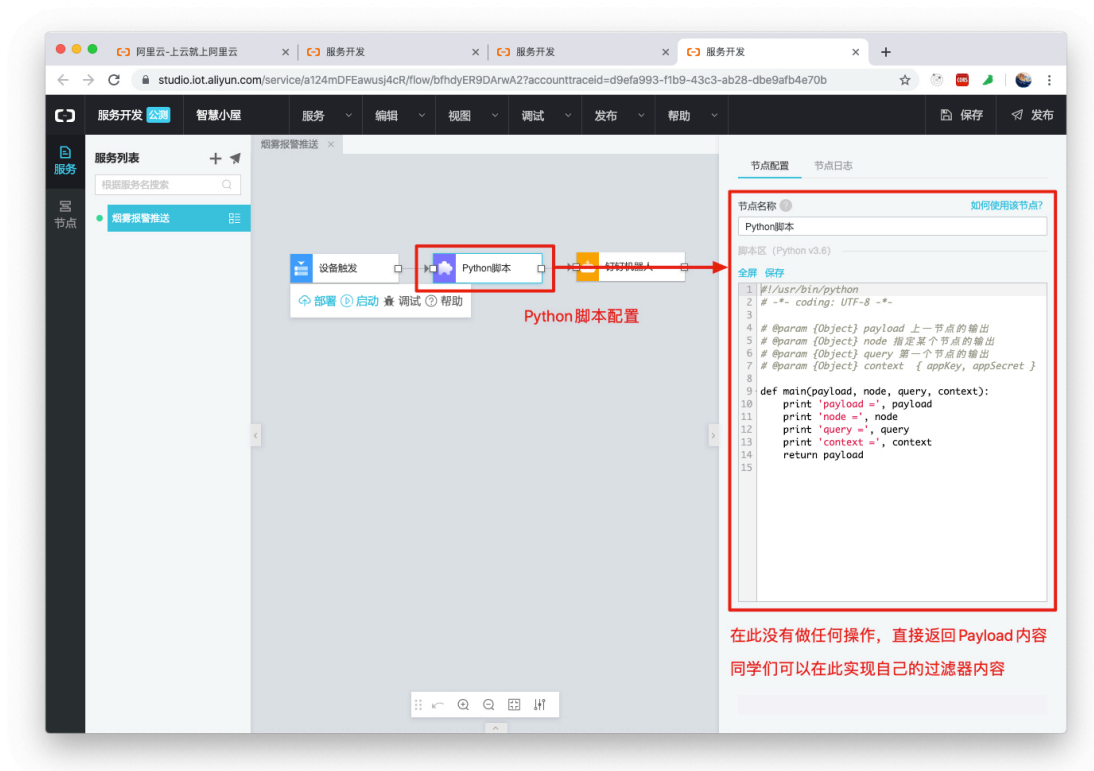 阿里云-上云就上阿里云
服务开发
服务开发
服务开发
studio.iot.aliyun.com/service/a124mDFEawusj4cR/flow/bfhdyER9DArwA2?accounttraceid=d9efa993-f1b9-43c3-ab28-dbe9afb4e70b
CORS
服务开发 公测 智慧小屋 服务 编辑 视图 调试 发布 帮助 保存 发布
服务
节点
服务列表
根据服务名搜索
烟雾报警推送
烟雾报警推送 ×
设备触发
Python脚本
钉钉机器人
部署 启动 调试 帮助
Python 脚本配置
节点配置 节点日志
节点名称 如何使用该节点?
Python脚本
脚本区 (Python v3.6)
全屏 保存
1 #!/usr/bin/python
2 # -*- coding: UTF-8 -*-
3
4 # @param {Object} payload 上一节点的输出
5 # @param {Object} node 指定某个节点的输出
6 # @param {Object} query 第一个节点的输出
7 # @param {Object} context { appKey, appSecret }
8
9 def main(payload, node, query, context):
10 print 'payload =', payload
11 print 'node =', node
12 print 'query =', query
13 print 'context =', context
14 return payload
15
在此没有做任何操作，直接返回 Payload 内容
同学们可以在此实现自己的过滤器内容